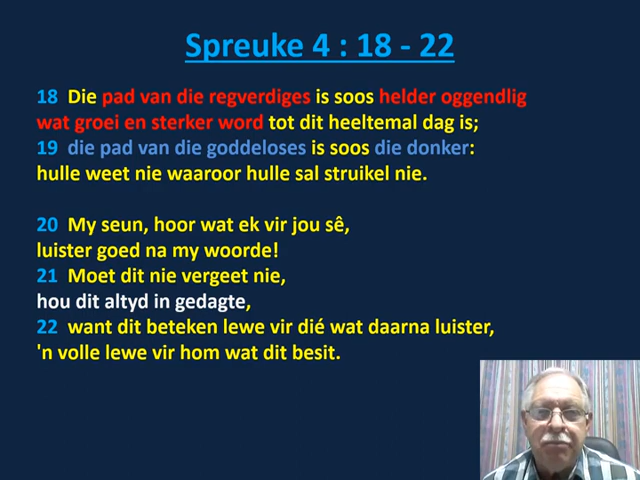 Spreuke 4 : 18 - 22
18 Die pad van die regverdiges is soos helder oggendlig
wat groei en sterker word tot dit heeltemal dag is;
19 die pad van die goddeloses is soos die donker:
hulle weet nie waaroor hulle sal struikel nie.
20 My seun, hoor wat ek vir jou sê,
luister goed na my woorde!
21 Moet dit nie vergeet nie,
hou dit altyd in gedagte,
22 want dit beteken lewe vir dié wat daarna luister,
'n volle lewe vir hom wat dit besit.